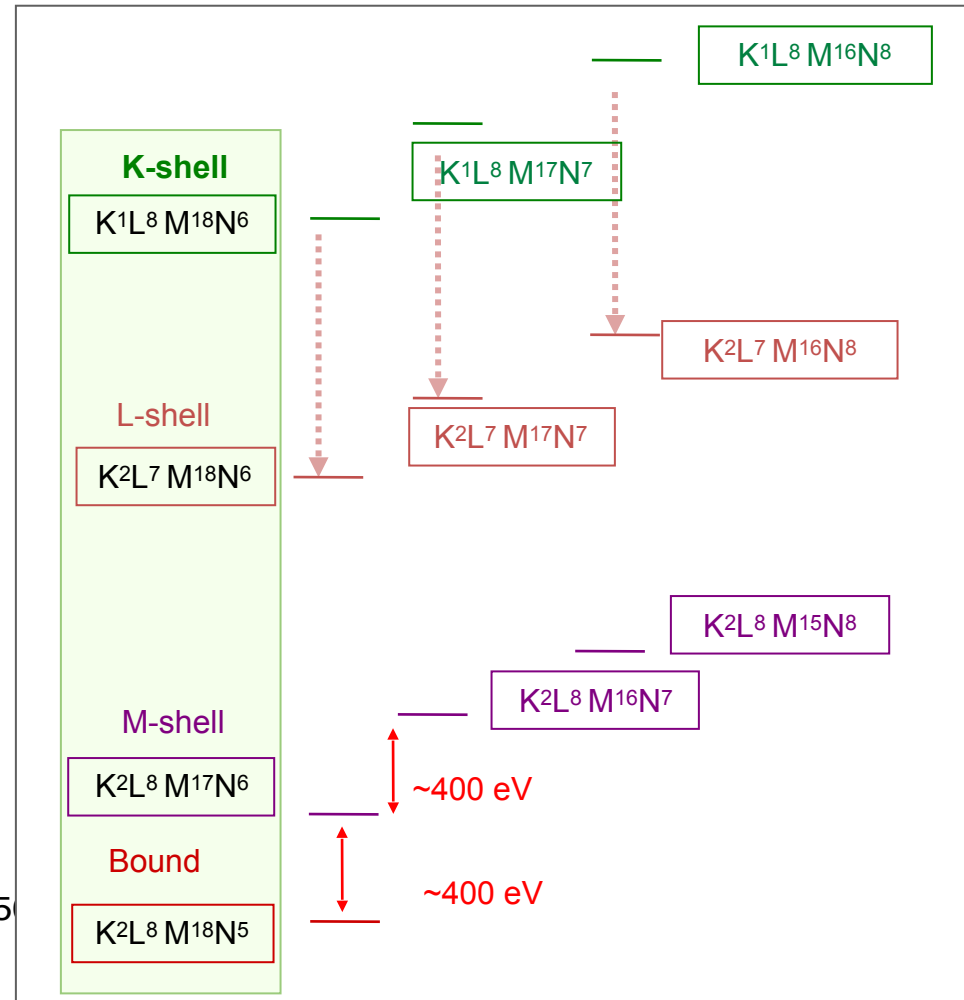 K¹L⁸ M¹⁶N⁸
K¹L⁸ M¹⁷N⁷
K-shell
K¹L⁸ M¹⁸N⁶
K²L⁷ M¹⁶N⁸
L-shell
K²L⁷ M¹⁷N⁷
K²L⁷ M¹⁸N⁶
K²L⁸ M¹⁵N⁸
K²L⁸ M¹⁶N⁷
M-shell
K²L⁸ M¹⁷N⁶
~400 eV
Bound
~400 eV
K²L⁸ M¹⁸N⁵